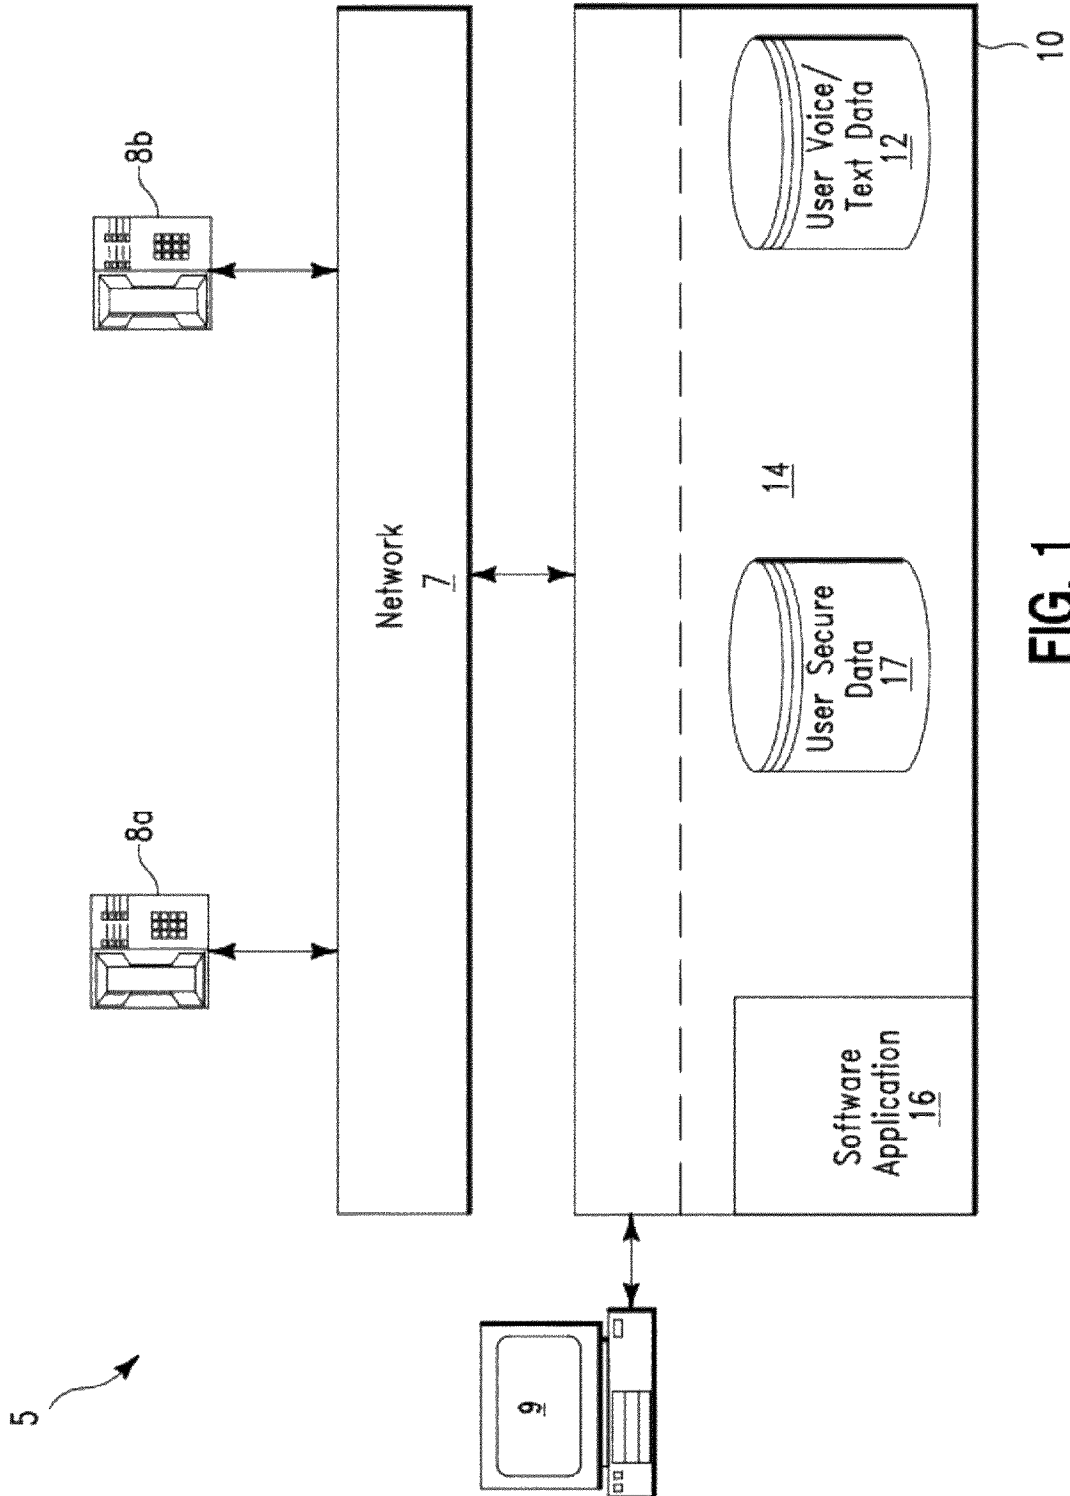 5
8a
8b
Network
7
9
Software
Application
16
User Secure
Data
17
14
User Voice/
Text Data
12
10
FIG. 1